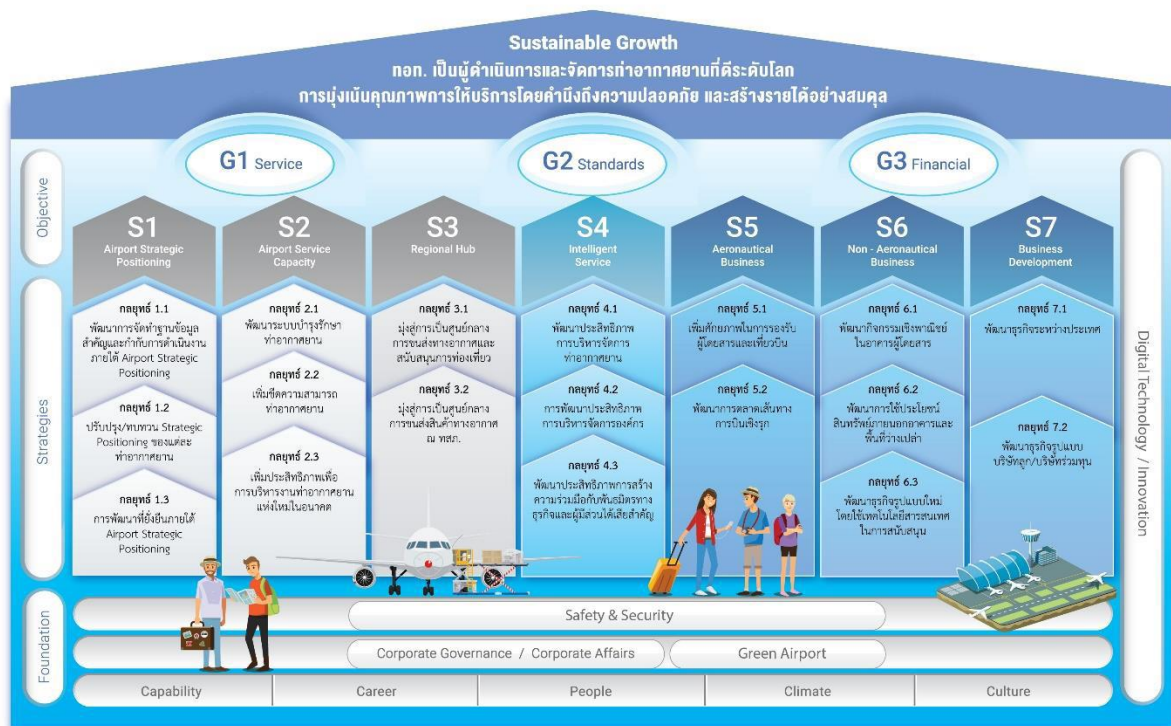 Sustainable Growth
ทอท. เป็นผู้ดำเนินการและจัดการท่าอากาศยานที่ดีระดับโลก
การมุ่งเน้นคุณภาพการให้บริการโดยคำนึงถึงความปลอดภัย และสร้างรายได้อย่างสมดุล
G1 Service
G2 Standards
G3 Financial
Objective
S1
Airport Strategic
Positioning
S2
Airport Service
Capacity
S3
Regional Hub
S4
Intelligent
Service
S5
Aeronautical
Business
S6
Non - Aeronautical
Business
S7
Business
Development
Strategies
กลยุทธ์ 1.1
พัฒนาการจัดทำฐานข้อมูล
สำคัญและกำกับการดำเนินงาน
ภายใต้ Airport Strategic
Positioning
กลยุทธ์ 1.2
ปรับปรุง/ทบทวน Strategic
Positioning ของแต่ละ
ท่าอากาศยาน
กลยุทธ์ 1.3
การพัฒนาที่ยั่งยืนภายใต้
Airport Strategic
Positioning
กลยุทธ์ 2.1
พัฒนาระบบบำรุงรักษา
ท่าอากาศยาน
กลยุทธ์ 2.2
เพิ่มขีดความสามารถ
ท่าอากาศยาน
กลยุทธ์ 2.3
เพิ่มประสิทธิภาพเพื่อ
การบริหารงานท่าอากาศยาน
แห่งใหม่ในอนาคต
กลยุทธ์ 3.1
มุ่งสู่การเป็นศูนย์กลาง
การขนส่งทางอากาศและ
สนับสนุนการท่องเที่ยว
กลยุทธ์ 3.2
มุ่งสู่การเป็นศูนย์กลาง
การขนส่งสินค้าทางอากาศ
ณ ทสภ.
กลยุทธ์ 4.1
พัฒนาประสิทธิภาพ
การบริหารจัดการ
ท่าอากาศยาน
กลยุทธ์ 4.2
การพัฒนาประสิทธิภาพ
การบริหารจัดการองค์กร
กลยุทธ์ 4.3
พัฒนาประสิทธิภาพการสร้าง
ความร่วมมือกับพันธมิตรทาง
ธุรกิจและผู้มีส่วนได้เสียสำคัญ
กลยุทธ์ 5.1
เพิ่มศักยภาพในการรองรับ
ผู้โดยสารและเที่ยวบิน
กลยุทธ์ 5.2
พัฒนาการตลาดเส้นทาง
การบินเชิงรุก
กลยุทธ์ 6.1
พัฒนากิจกรรมเชิงพาณิชย์
ในอาคารผู้โดยสาร
กลยุทธ์ 6.2
พัฒนาการใช้ประโยชน์
สินทรัพย์ภายนอกอาคารและ
พื้นที่ว่างเปล่า
กลยุทธ์ 6.3
พัฒนาธุรกิจรูปแบบใหม่
โดยใช้เทคโนโลยีสารสนเทศ
ในการสนับสนุน
กลยุทธ์ 7.1
พัฒนาธุรกิจระหว่างประเทศ
กลยุทธ์ 7.2
พัฒนาธุรกิจรูปแบบ
บริษัทลูก/บริษัทร่วมทุน
Digital Technology / Innovation
Foundation
Safety & Security
Corporate Governance / Corporate Affairs
Green Airport
Capability
Career
People
Climate
Culture